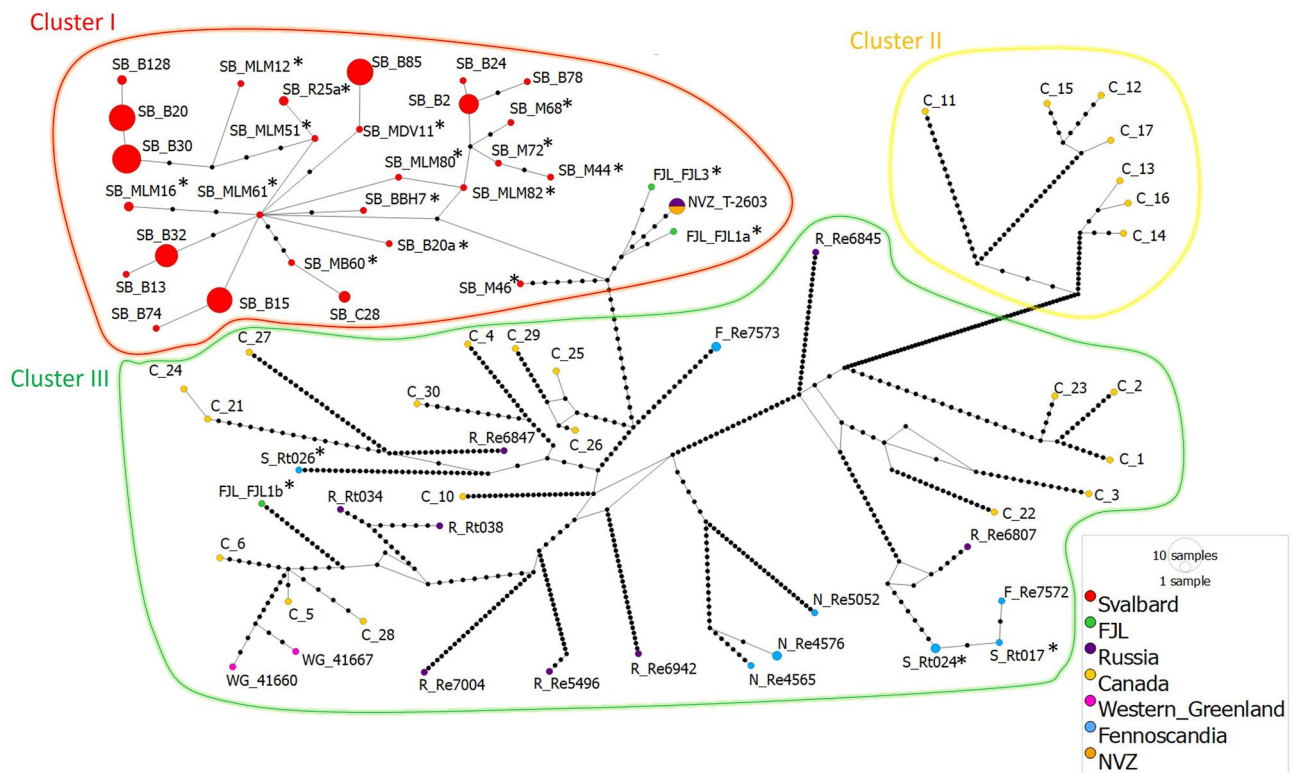 Cluster I
Cluster II
SB_B128
SB_MLM12*
SB_B85
SB_B24
SB_B78
SB_R25a*
SB_B20
SB_B2
SB_M68*
SB_MLM51*
SB_MDV11*
SB_B30
SB_M72*
SB_MLM80*
SB_M44*
SB_MLM16*
SB_MLM61*
SB_BBH7*
SB_MLM82*
FJL_FJL3*
NVZ_T-2603
SB_B32
SB_B20a*
FJL_FJL1a*
SB_MB60*
SB_B13
SB_M46*
SB_B15
SB_C28
SB_B74
C_11
C_15
C_12
C_17
C_13
C_16
C_14
R_Re6845
Cluster III
C_27
C_4
C_29
F_Re7573
C_24
C_25
C_30
C_21
C_23
C_2
R_Re6847
C_26
S_Rt026*
C_1
FJL_FJL1b*
R_Rt034
C_10
C_3
C_22
R_Rt038
R_Re6807
C_6
C_5
C_28
N_Re5052
F_Re7572
WG_41667
WG_41660
N_Re4576
S_Rt024*
S_Rt017*
R_Re7004
R_Re5496
R_Re6942
N_Re4565
10 samples
1 sample
Svalbard
FJL
Russia
Canada
Western_Greenland
Fennoscandia
NVZ